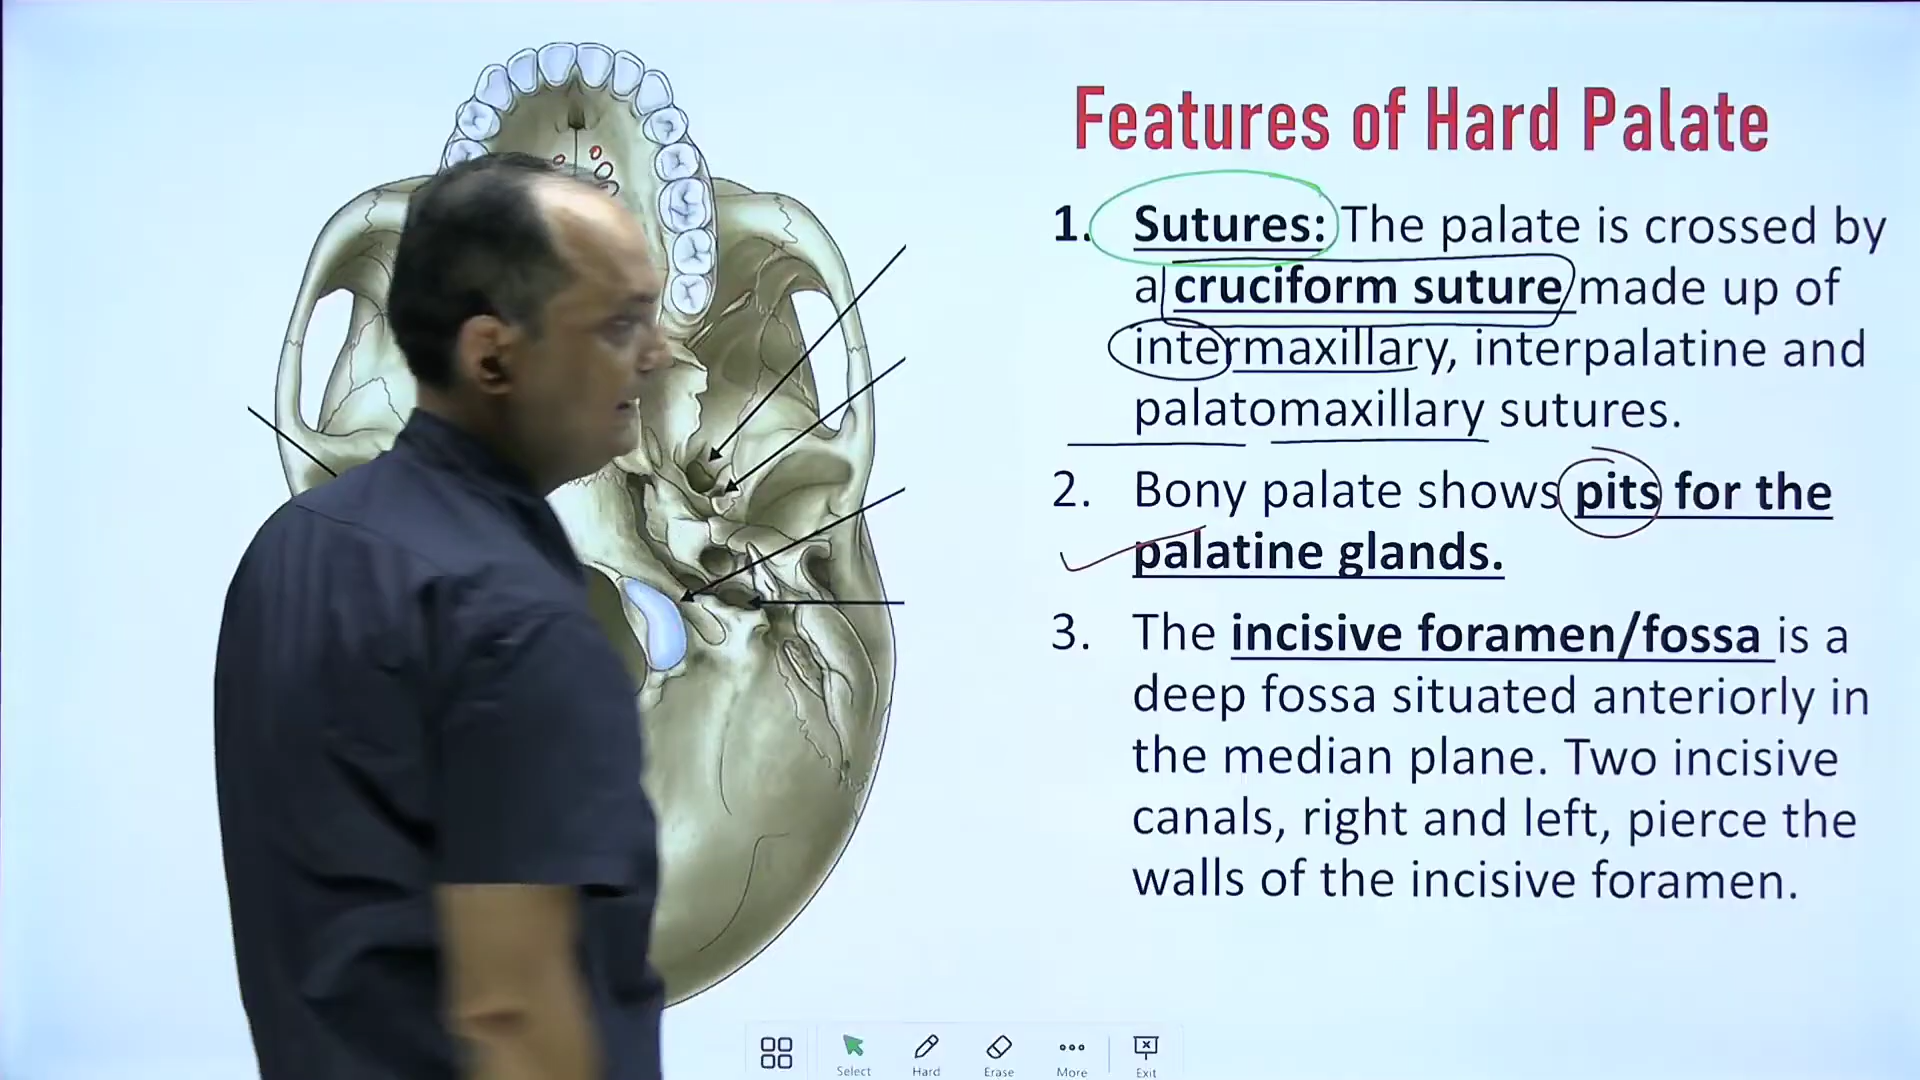 Features of Hard Palate
1. Sutures: The palate is crossed by
a cruciform suture made up of
intermaxillary, interpalatine and
palatomaxillary sutures.
2. Bony palate shows pits for the
palatine glands.
3. The incisive foramen/fossa is a
deep fossa situated anteriorly in
the median plane. Two incisive
canals, right and left, pierce the
walls of the incisive foramen.
Select Hard Erase More Exit